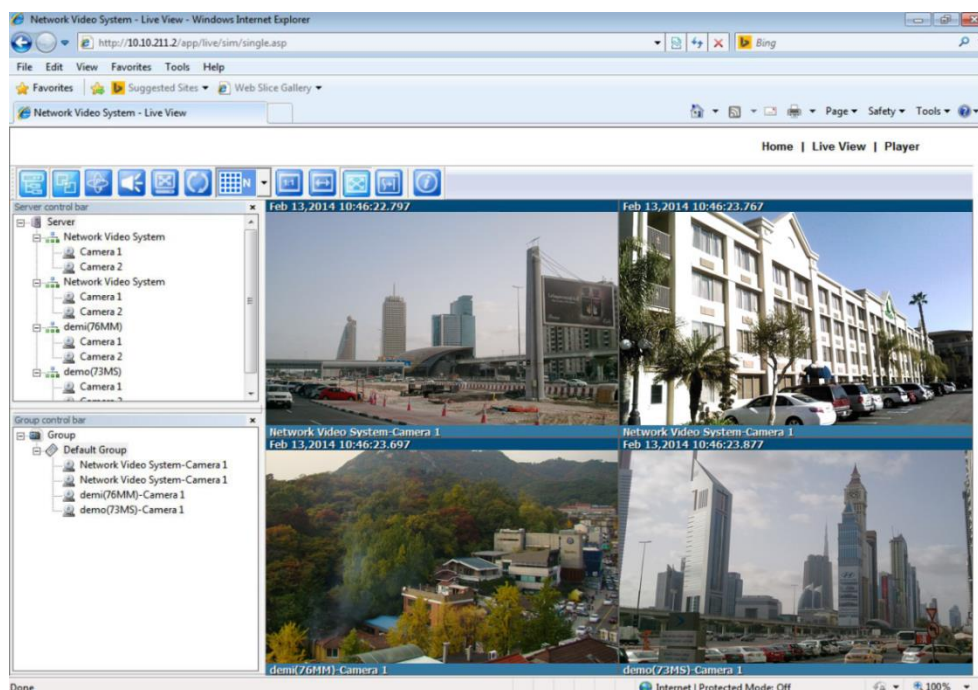 Network Video System - Live View - Windows Internet Explorer
http://10.10.211.2/app/live/sim/single.asp
Bing
File Edit View Favorites Tools Help
Favorites Suggested Sites Web Slice Gallery
Network Video System - Live View
Page Safety Tools
Home | Live View | Player
N
1:1
Server control bar
Server
Network Video System
Camera 1
Camera 2
Network Video System
Camera 1
Camera 2
demi(76MM)
Camera 1
Camera 2
demo(73MS)
Camera 1
Camera 2
Group control bar
Group
Default Group
Network Video System-Camera 1
Network Video System-Camera 1
demi(76MM)-Camera 1
demo(73MS)-Camera 1
Feb 13,2014 10:46:22.797
Feb 13,2014 10:46:23.767
Network Video System-Camera 1
Network Video System-Camera 1
Feb 13,2014 10:46:23.697
Feb 13,2014 10:46:23.877
demi(76MM)-Camera 1
demo(73MS)-Camera 1
Done
Internet | Protected Mode: Off
100%